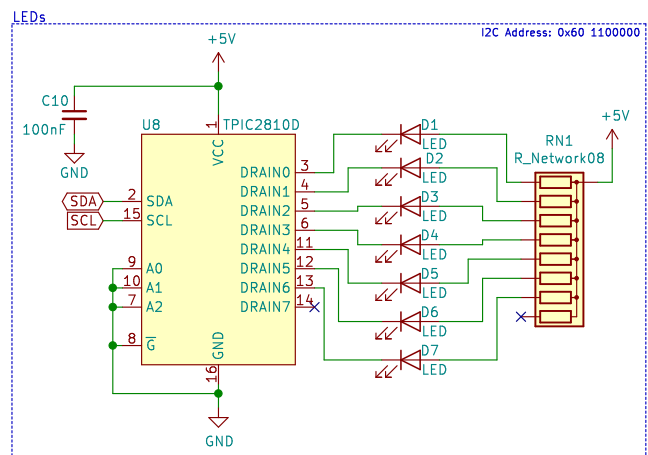 LEDs
I2C Address: 0x60 1100000
+5V
C10
100nF
GND
U8
TPIC2810D
1
VCC
+5V
RN1
R_Network08
SDA
2
SDA
SCL
15
SCL
9
A0
10
A1
7
A2
8
G
DRAIN0
3
DRAIN1
4
DRAIN2
5
DRAIN3
6
DRAIN4
11
DRAIN5
12
DRAIN6
13
DRAIN7
14
GND
16
GND
D1
LED
D2
LED
D3
LED
D4
LED
D5
LED
D6
LED
D7
LED